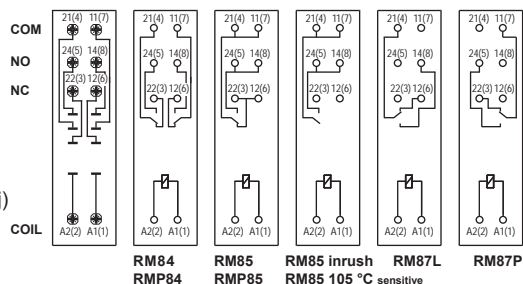 21(4) 11(7) 21(4) 11(7) 21(4) 11(7) 21(4) 11(7) 21(4) 11(7) 21(4) 11(7)
COM
24(5) 14(8) 24(5) 14(8) 24(5) 14(8) 24(5) 14(8) 24(5) 14(8) 24(5) 14(8)
NO
22(3) 12(6) 22(3) 12(6) 22(3) 12(6) 22(3) 12(6) 22(3) 12(6) 22(3) 12(6)
NC
)
COIL
A2(2) A1(1) A2(2) A1(1) A2(2) A1(1) A2(2) A1(1) A2(2) A1(1) A2(2) A1(1)
RM84 RM85 RM85 inrush RM87L RM87P
RMP84 RMP85 RM85 105 °C sensitive